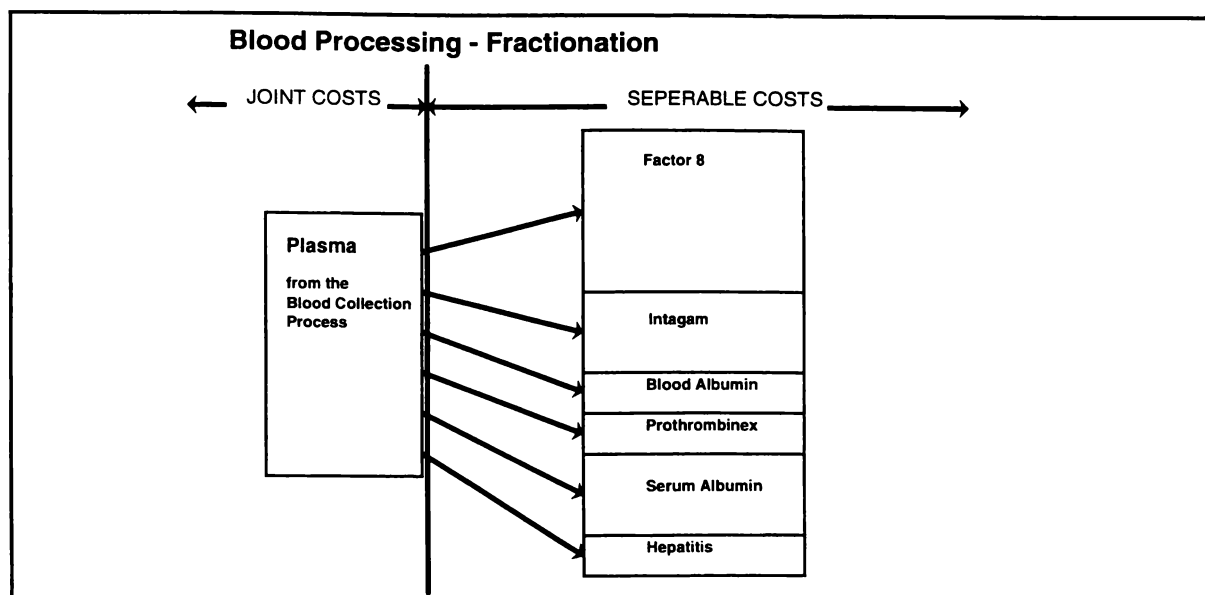 Blood Processing - Fractionation
JOINT COSTS
SEPERABLE COSTS
Factor 8
Plasma
from the
Blood Collection
Process
Intagam
Blood Albumin
Prothrombinex
Serum Albumin
Hepatitis